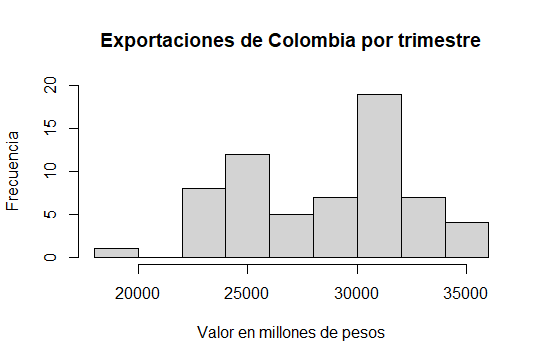 Exportaciones de Colombia por trimestre
Frecuencia
20
15
10
5
0
20000 25000 30000 35000
Valor en millones de pesos